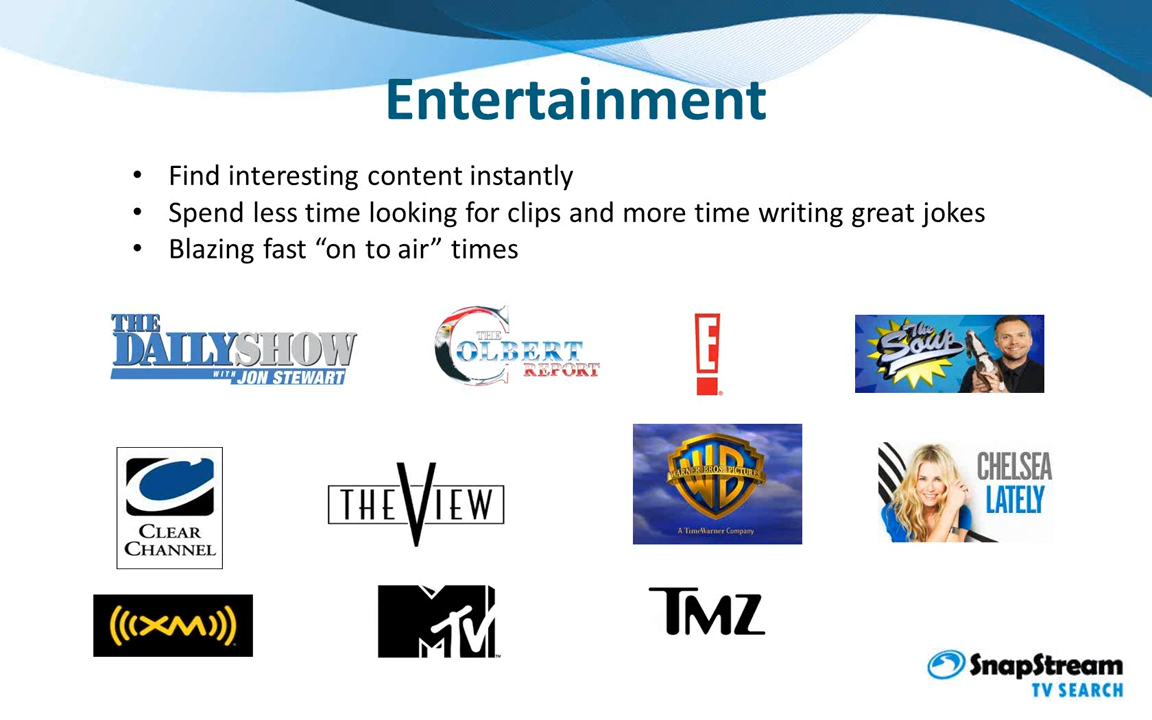 Entertainment
• Find interesting content instantly
• Spend less time looking for clips and more time writing great jokes
• Blazing fast “on to air” times
THE
DAILYSHOW
WITH JON STEWART
THE
COLBERT
REPORT
E!
The
Soup
CLEAR
CHANNEL
THE VIEW
WARNER BROS. PICTURES
WB
A TimeWarner Company
CHELSEA
LATELY
XM
MTV
TMZ
SnapStream
TV SEARCH